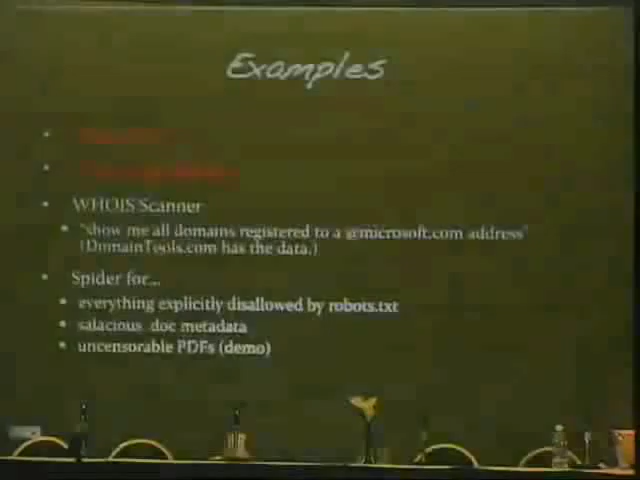 Examples
WHOIS Scanner
"show me all domains registered to a @microsoft.com address"
(DomainTools.com has the data.)
Spider for...
everything explicitly disallowed by robots.txt
salacious .doc metadata
uncensorable PDFs (demo)